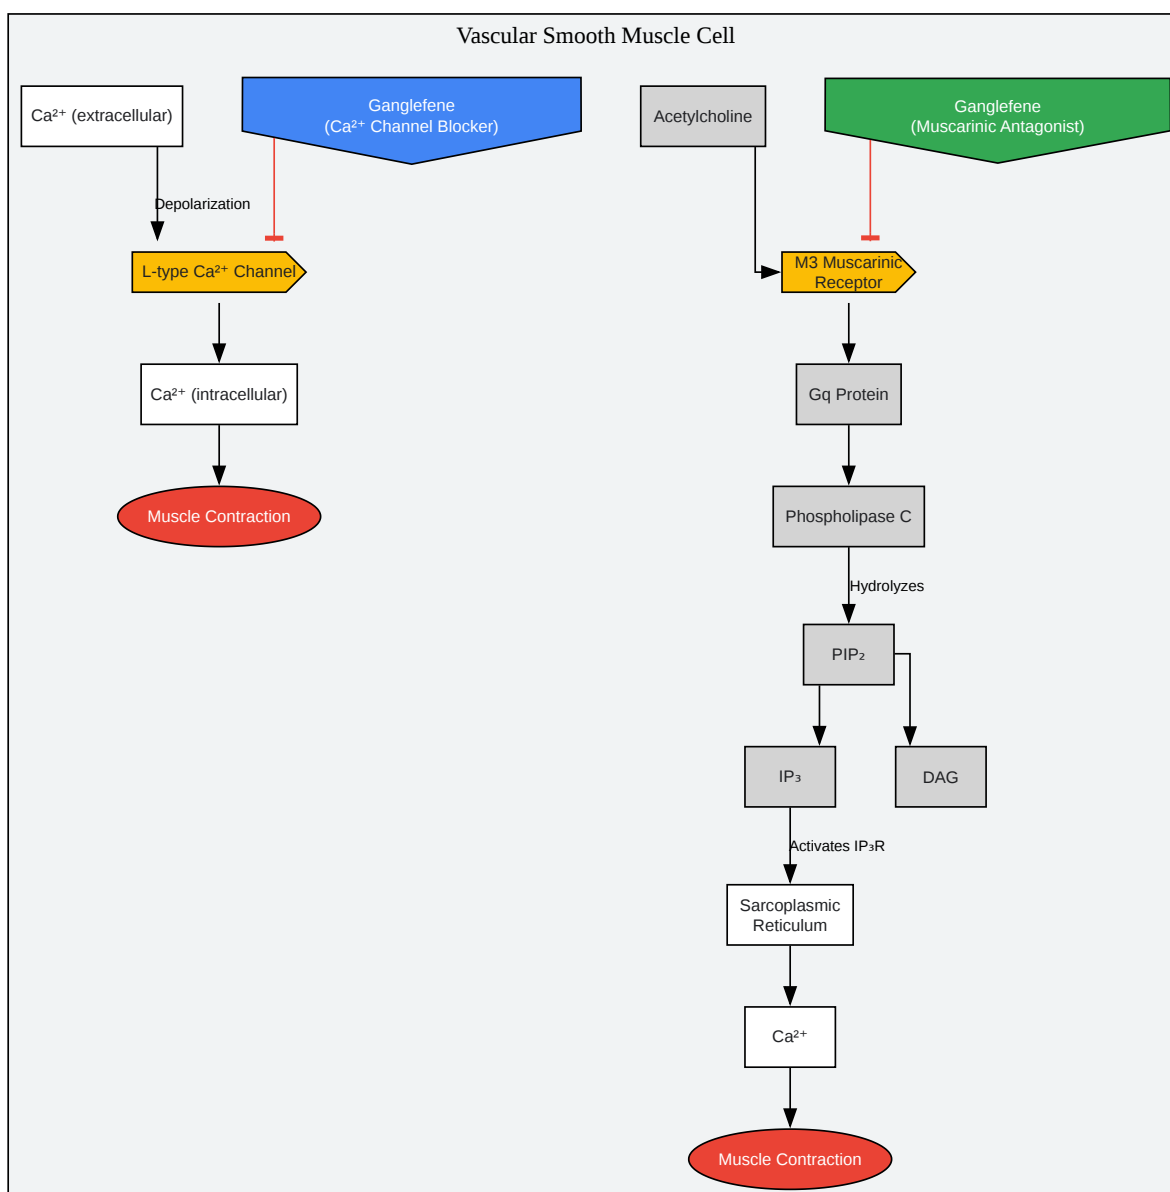 Vascular Smooth Muscle Cell
Ca²⁺ (extracellular)
Ganglefene
(Ca²⁺ Channel Blocker)
Depolarization
L-type Ca²⁺ Channel
Ca²⁺ (intracellular)
Muscle Contraction
Acetylcholine
Ganglefene
(Muscarinic Antagonist)
M3 Muscarinic
Receptor
Gq Protein
Phospholipase C
Hydrolyzes
PIP₂
IP₃
DAG
Activates IP₃R
Sarcoplasmic
Reticulum
Ca²⁺
Muscle Contraction